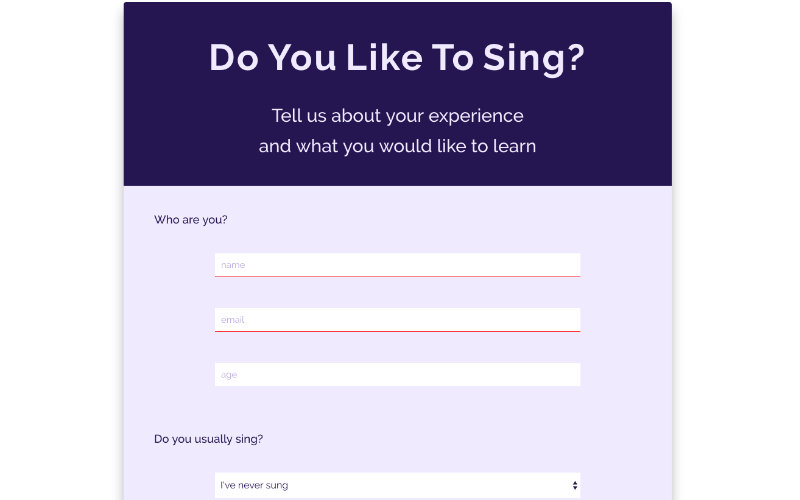 Do You Like To Sing?
Tell us about your experience
and what you would like to learn
Who are you?
name
email
age
Do you usually sing?
I've never sung